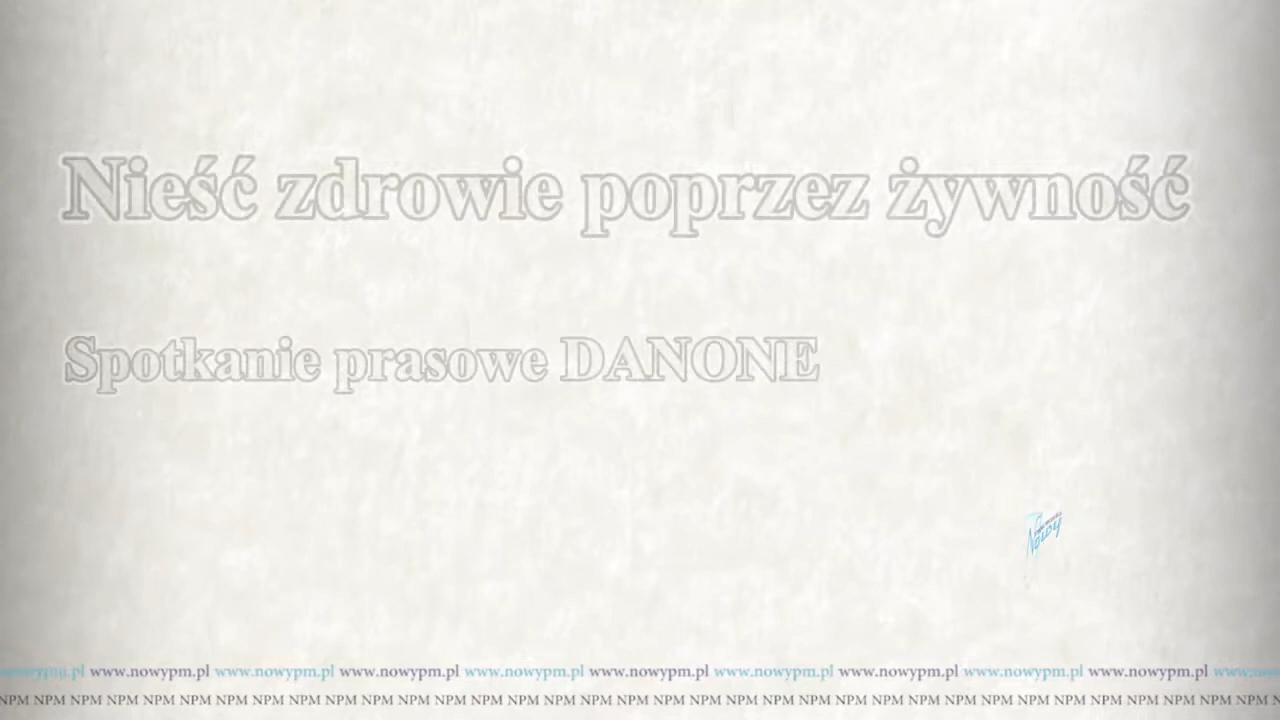 Nieść zdrowie poprzez żywność
Spotkanie prasowe DANONE
Nowy
www.nowypm.pl www.nowypm.pl www.nowypm.pl www.nowypm.pl www.nowypm.pl www.nowypm.pl www.nowypm.pl www.nowypm.pl www.nowypm.pl
NPM NPM NPM NPM NPM NPM NPM NPM NPM NPM NPM NPM NPM NPM NPM NPM NPM NPM NPM NPM NPM NPM NPM NPM NPM NPM NPM NPM NPM NPM NPM NPM NPM NPM NPM